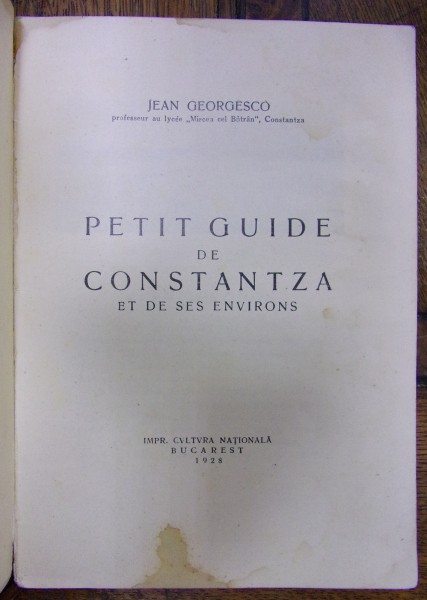 JEAN GEORGESCO
professeur au lycée „Mircea cel Bătrân", Constantza
PETIT GUIDE
DE
CONSTANTZA
ET DE SES ENVIRONS
IMPR. CVLTVRA NAȚIONALĂ
BUCAREST
1928